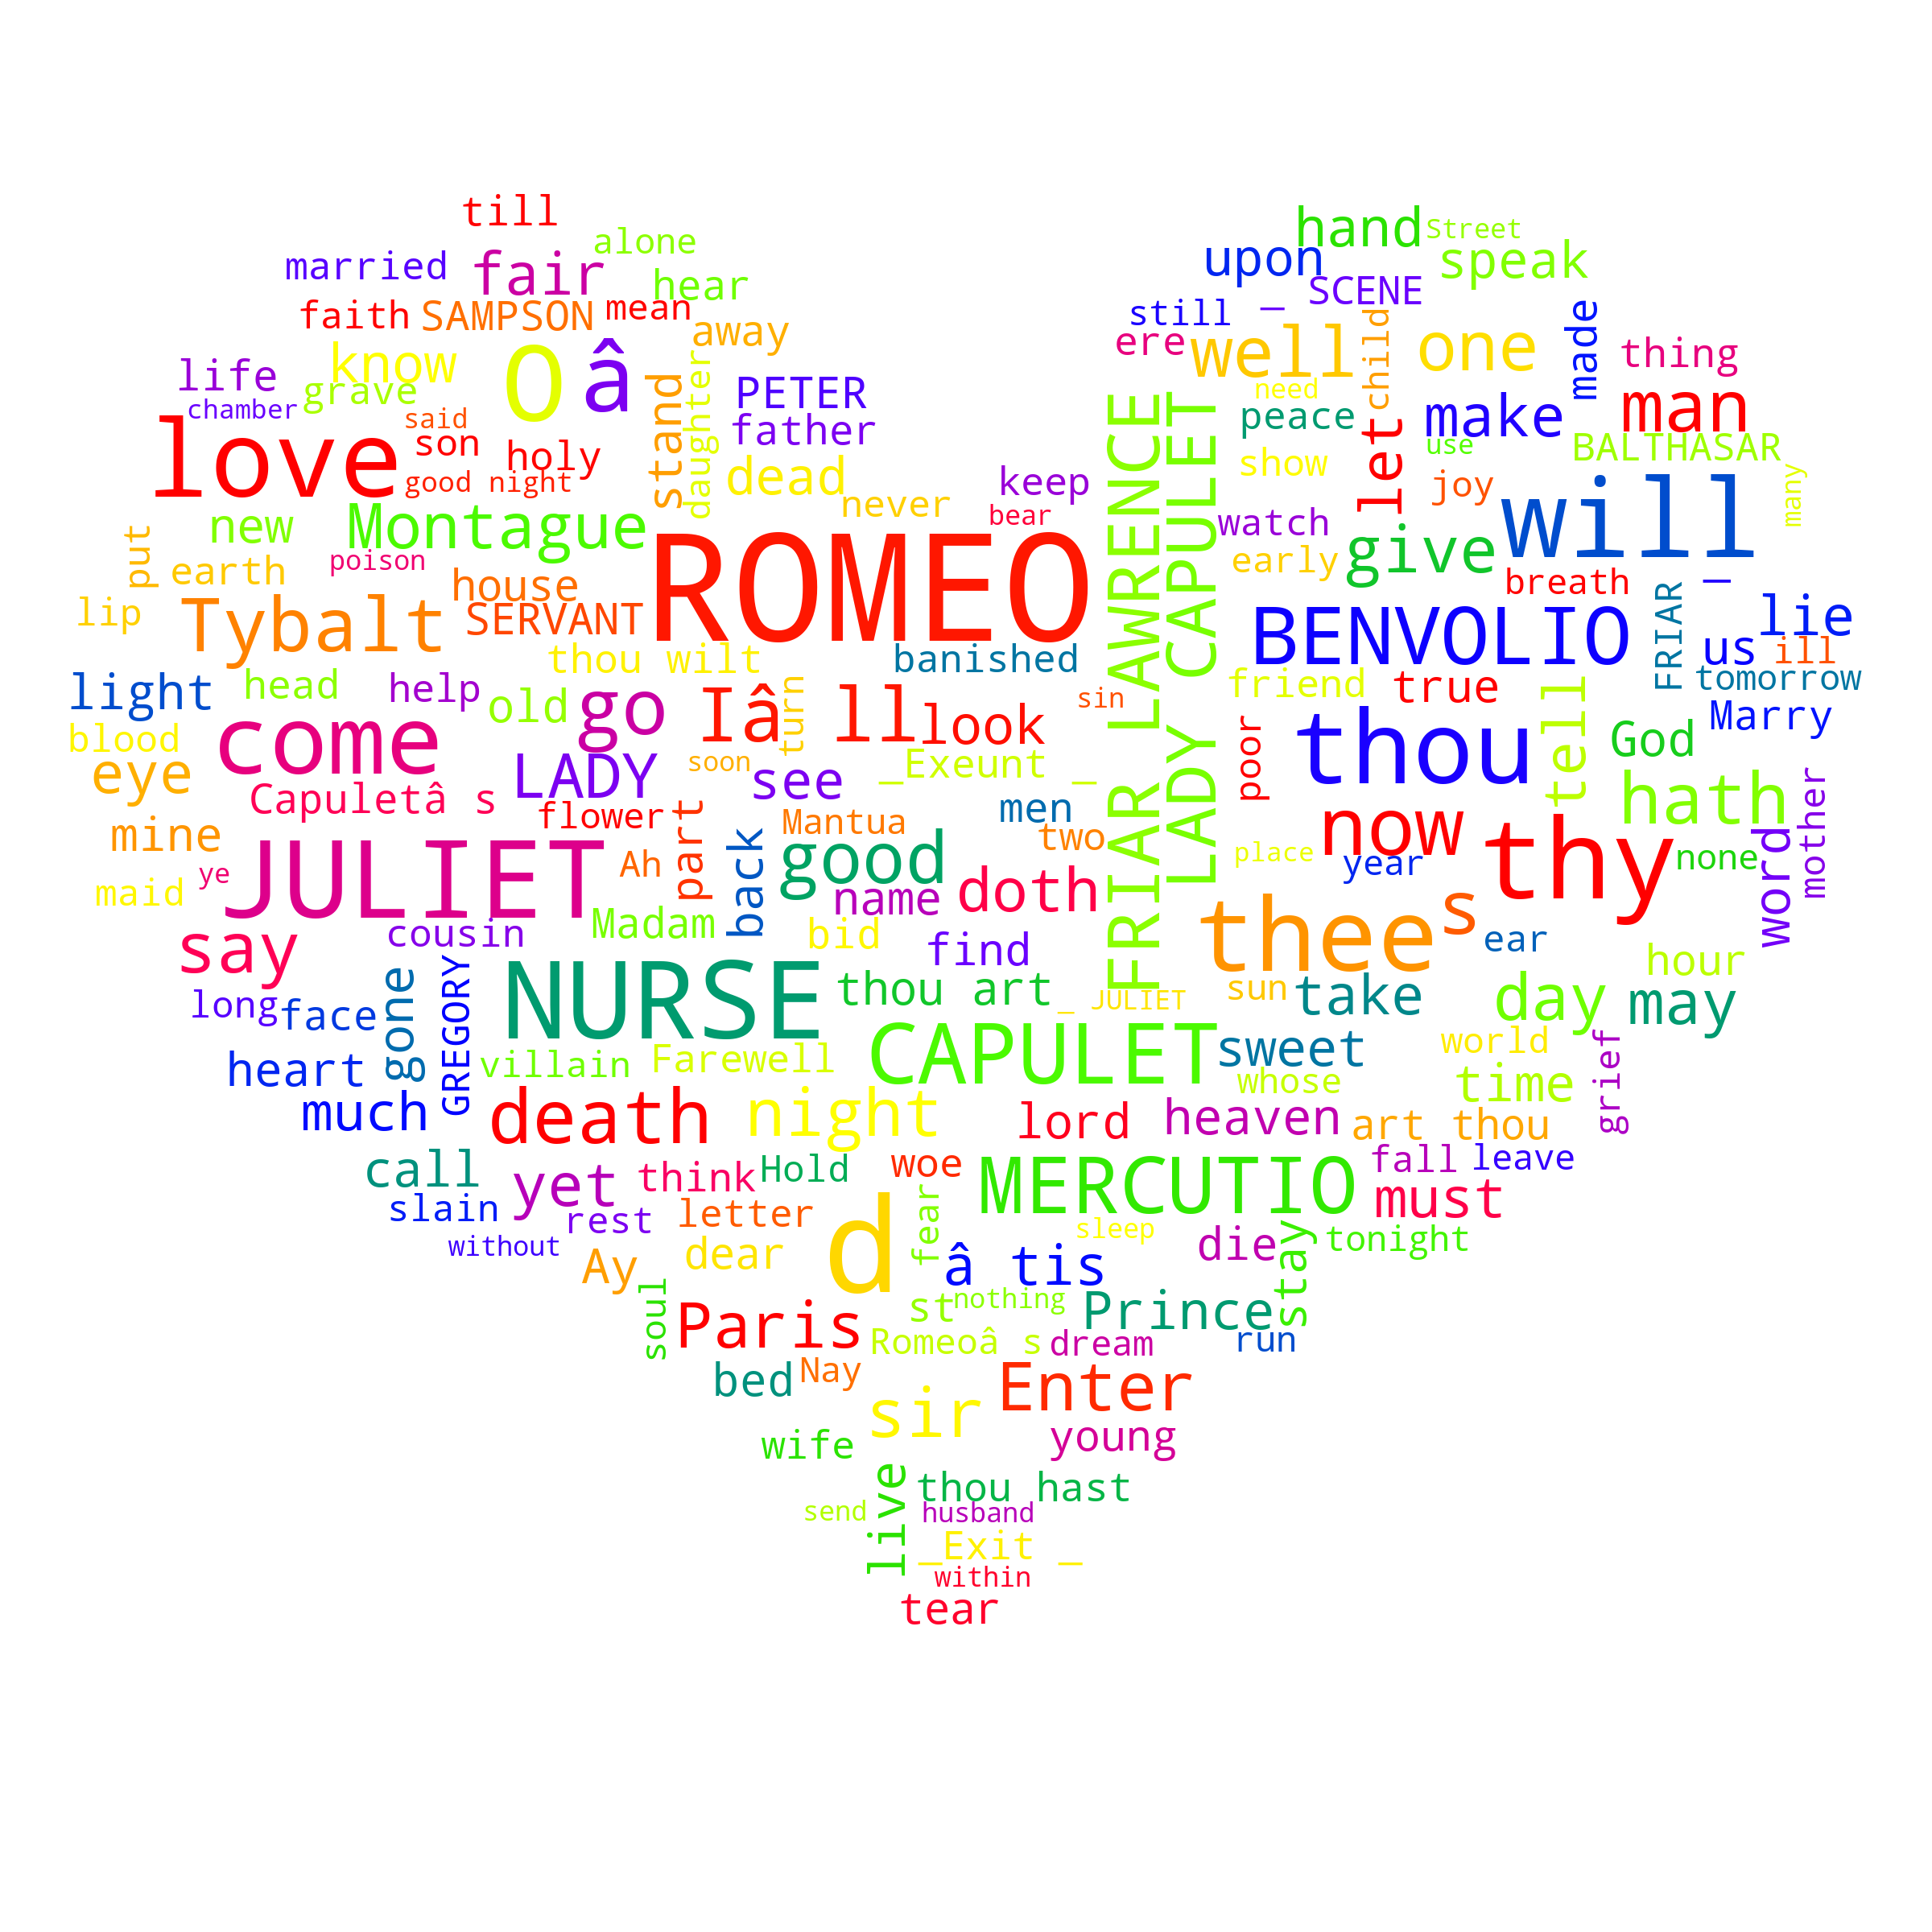 till
alone
hand
Street
upon
speak
married
fair
hear
SCENE
faith
SAMPSON
mean
away
still
_
ere
well
child
one
made
thing
know
O
â
life
grave
chamber
said
stand
daughter
PETER
father
need
peace
let
make
use
man
BALTHASAR
love
son
holy
good night
dead
never
keep
bear
show
joy
many
will
_
new
Montague
put
earth
poison
house
ROMEO
FRIAR LAWRENCE
LADY CAPULET
watch
early
give
breath
lip
Tybalt
SERVANT
thou wilt
banished
BENVOLIO
FRIAR
lie
us
ill
tomorrow
light
head
help
old
go
Iâ ll
turn
look
sin
friend
true
tell
God
Marry
blood
come
eye
LADY
soon
see
_Exeunt _
poor
thou
hath
Capuletâ s
flower
part
back
Mantua
men
two
now
thy
word
mother
mine
JULIET
Ah
good
place
year
none
ye
maid
name
doth
say
cousin
Madam
bid
find
thee
s
ear
hour
long
face
gone
GREGORY
NURSE
thou art
_ JULIET
sun
take
day
may
heart
villain
Farewell
CAPULET
sweet
whose
world
time
grief
much
death
night
lord
heaven
art thou
call
yet
think
Hold
woe
MERCUTIO
fall
leave
must
slain
rest
letter
d
fear
sleep
die
stay
tonight
without
Ay
dear
â tis
soul
Paris
st
nothing
Prince
Romeoâ s
dream
run
bed
Nay
Enter
sir
wife
young
live
thou hast
send
husband
_Exit _
within
tear